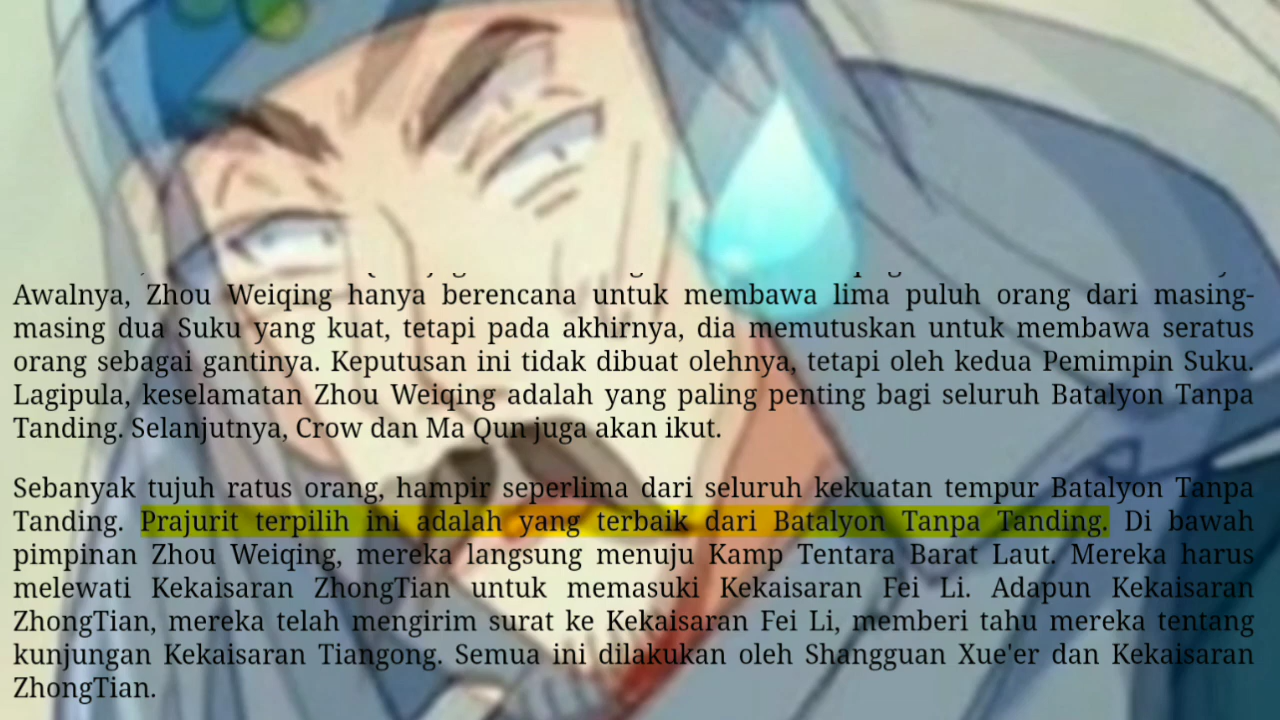 Awalnya, Zhou Weiqing hanya berencana untuk membawa lima puluh orang dari masing-
masing dua Suku yang kuat, tetapi pada akhirnya, dia memutuskan untuk membawa seratus
orang sebagai gantinya. Keputusan ini tidak dibuat olehnya, tetapi oleh kedua Pemimpin Suku.
Lagipula, keselamatan Zhou Weiqing adalah yang paling penting bagi seluruh Batalyon Tanpa
Tanding. Selanjutnya, Crow dan Ma Qun juga akan ikut.
Sebanyak tujuh ratus orang, hampir seperlima dari seluruh kekuatan tempur Batalyon Tanpa
Tanding. Prajurit terpilih ini adalah yang terbaik dari Batalyon Tanpa Tanding. Di bawah
pimpinan Zhou Weiqing, mereka langsung menuju Kamp Tentara Barat Laut. Mereka harus
melewati Kekaisaran ZhongTian untuk memasuki Kekaisaran Fei Li. Adapun Kekaisaran
ZhongTian, mereka telah mengirim surat ke Kekaisaran Fei Li, memberi tahu mereka tentang
kunjungan Kekaisaran Tiangong. Semua ini dilakukan oleh Shangguan Xue'er dan Kekaisaran
ZhongTian.